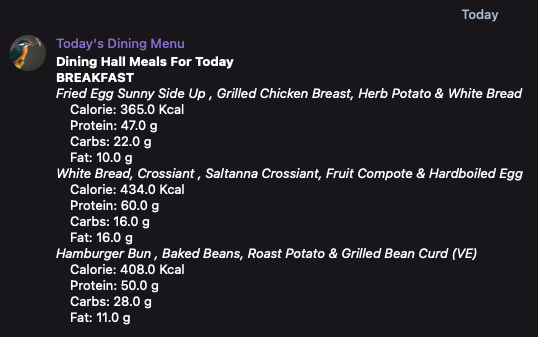 Today
Today's Dining Menu
Dining Hall Meals For Today
BREAKFAST
Fried Egg Sunny Side Up , Grilled Chicken Breast, Herb Potato & White Bread
Calorie: 365.0 Kcal
Protein: 47.0 g
Carbs: 22.0 g
Fat: 10.0 g
White Bread, Crossiant , Saltanna Crossiant, Fruit Compote & Hardboiled Egg
Calorie: 434.0 Kcal
Protein: 60.0 g
Carbs: 16.0 g
Fat: 16.0 g
Hamburger Bun , Baked Beans, Roast Potato & Grilled Bean Curd (VE)
Calorie: 408.0 Kcal
Protein: 50.0 g
Carbs: 28.0 g
Fat: 11.0 g